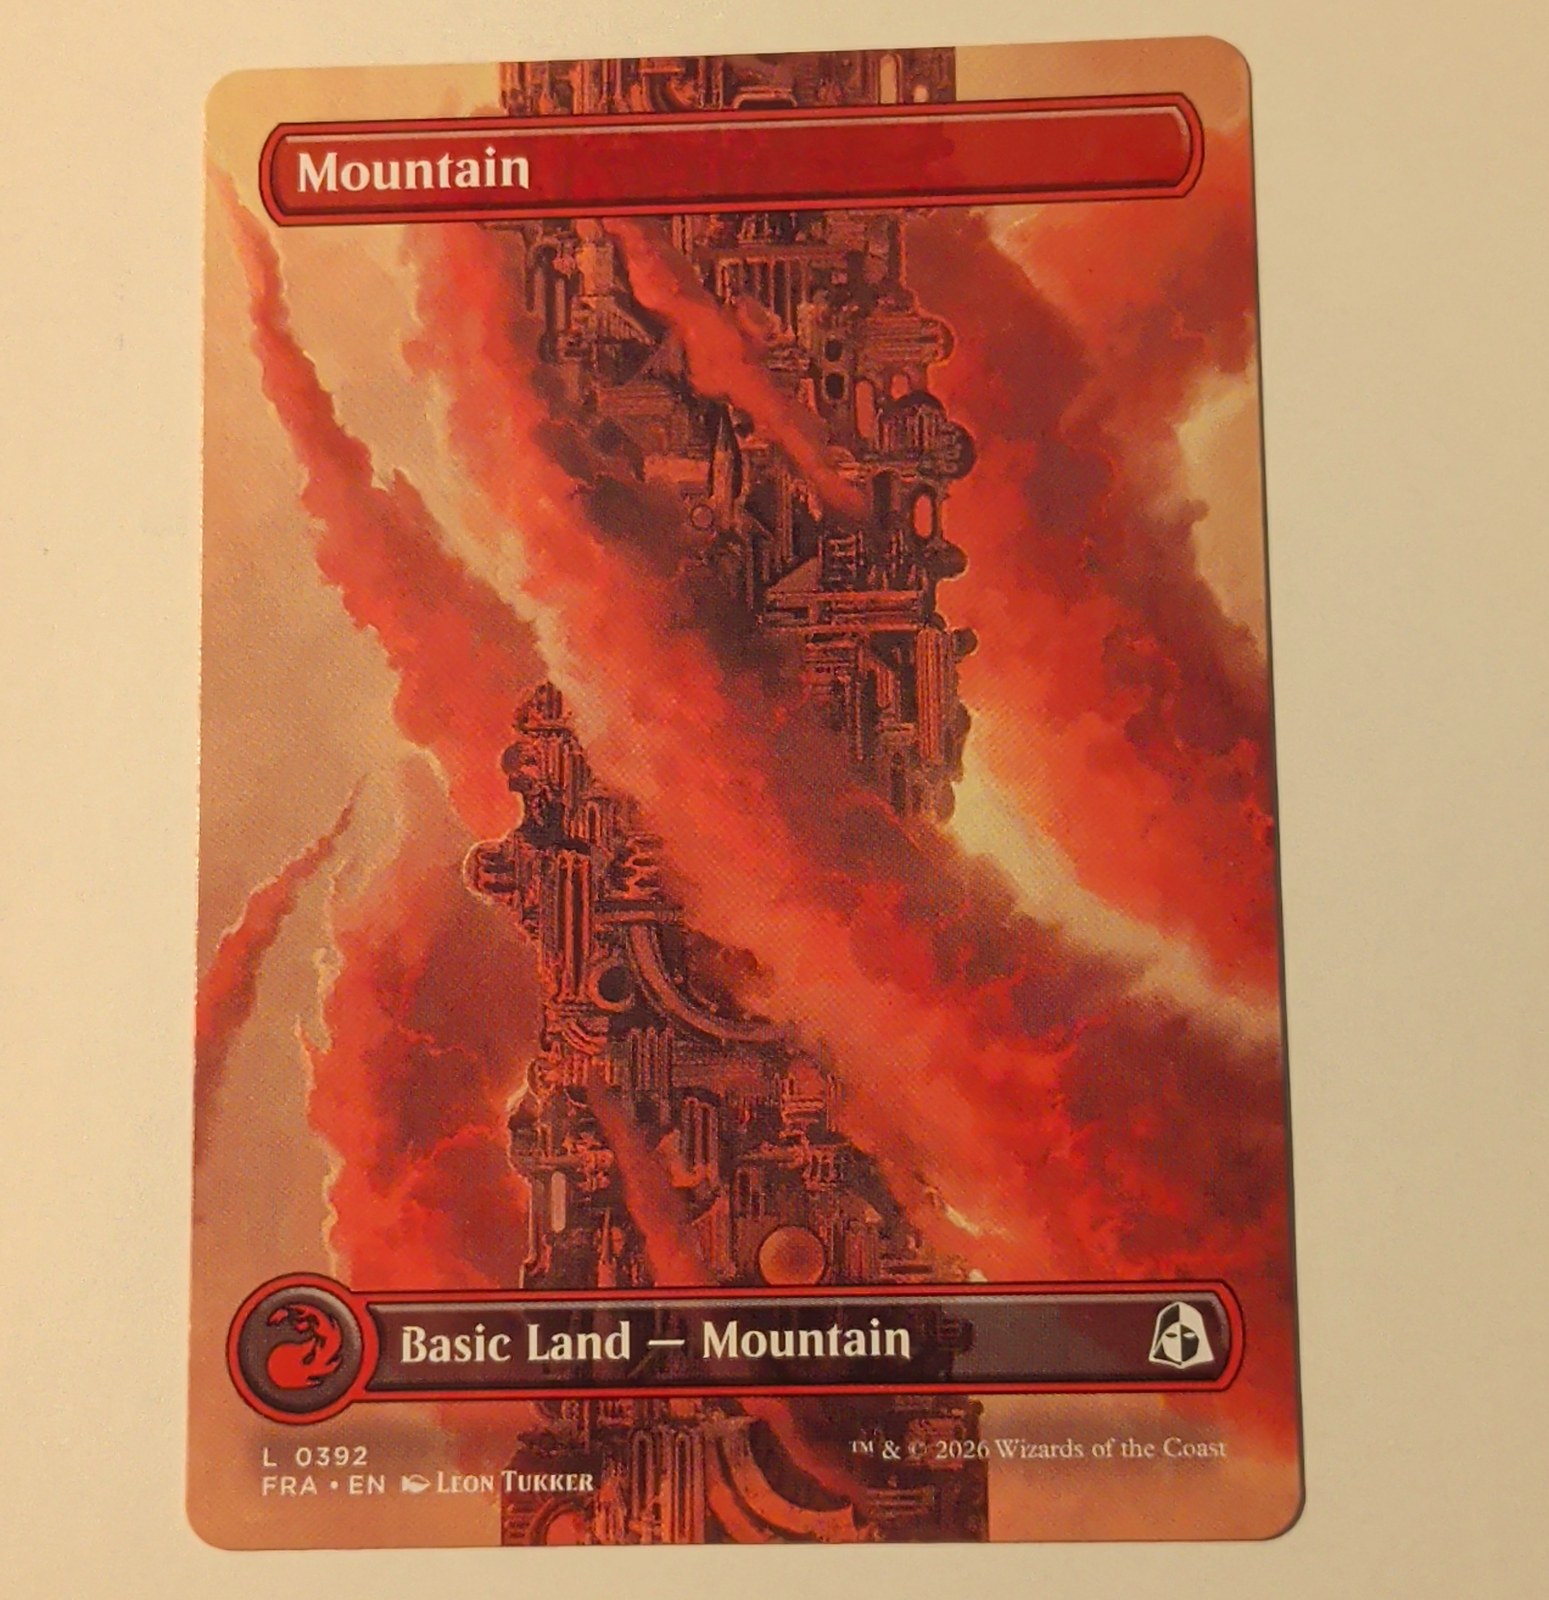 Mountain
Basic Land — Mountain
L 0392
™ & © 2026 Wizards of the Coast
FRA • EN Leon Tukker